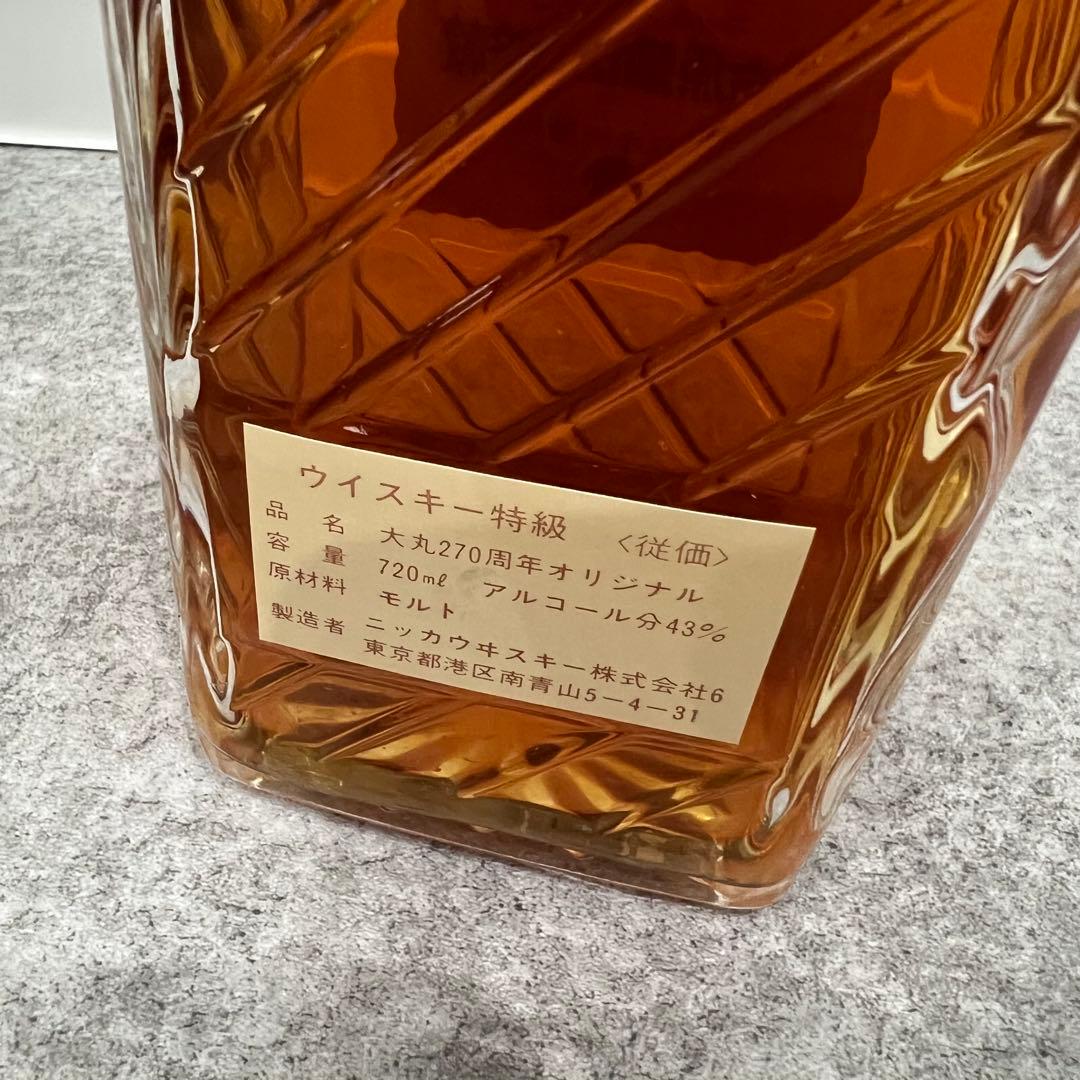 ウイスキー特級 〈従価〉
品名 大丸270周年オリジナル
容量 720mℓ アルコール分43%
原材料 モルト
製造者 ニッカウヰスキー株式会社6
東京都港区南青山5-4-31